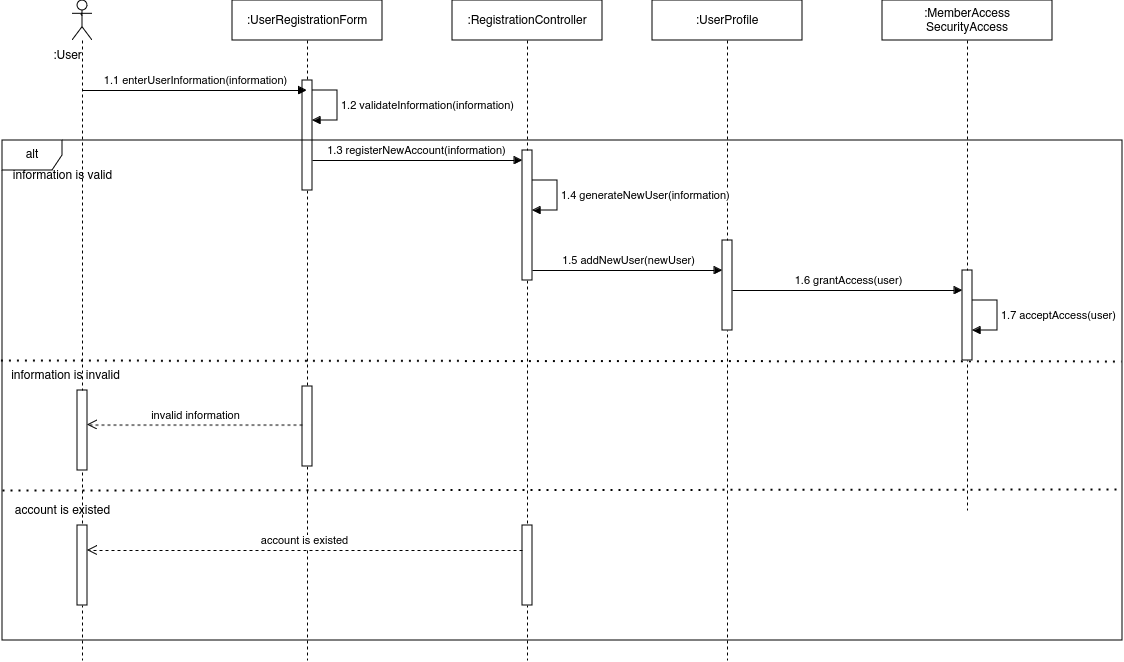 :User
:UserRegistrationForm
:RegistrationController
:UserProfile
:MemberAccess
SecurityAccess
1.1 enterUserInformation(information)
1.2 validateInformation(information)
alt
1.3 registerNewAccount(information)
information is valid
1.4 generateNewUser(information)
1.5 addNewUser(newUser)
1.6 grantAccess(user)
1.7 acceptAccess(user)
information is invalid
invalid information
account is existed
account is existed